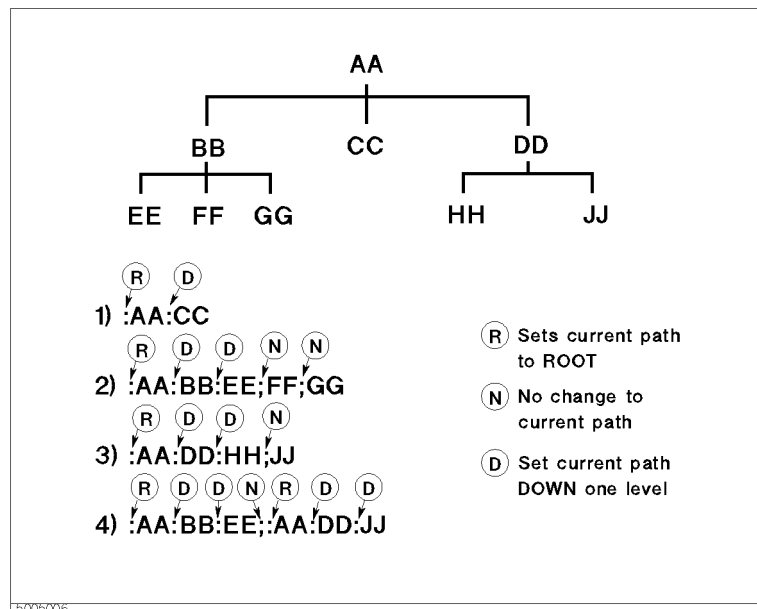 AA
BB CC DD
EE FF GG HH JJ
R D
1) :AA:CC
R D D N N
2) :AA:BB:EE;FF;GG
R D D N
3) :AA:DD:HH;JJ
R D D N R D D
4) :AA:BB:EE;:AA:DD:JJ
R Sets current path
to ROOT
N No change to
current path
D Set current path
DOWN one level